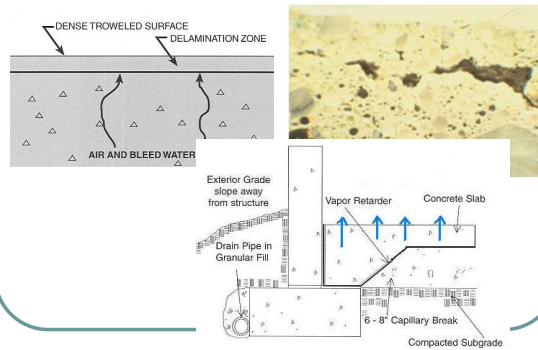 DENSE TROWELED SURFACE
DELAMINATION ZONE
AIR AND BLEED WATER
Exterior Grade
slope away
from structure
Vapor Retarder
Concrete Slab
Drain Pipe in
Granular Fill
6 - 8" Capillary Break
Compacted Subgrade